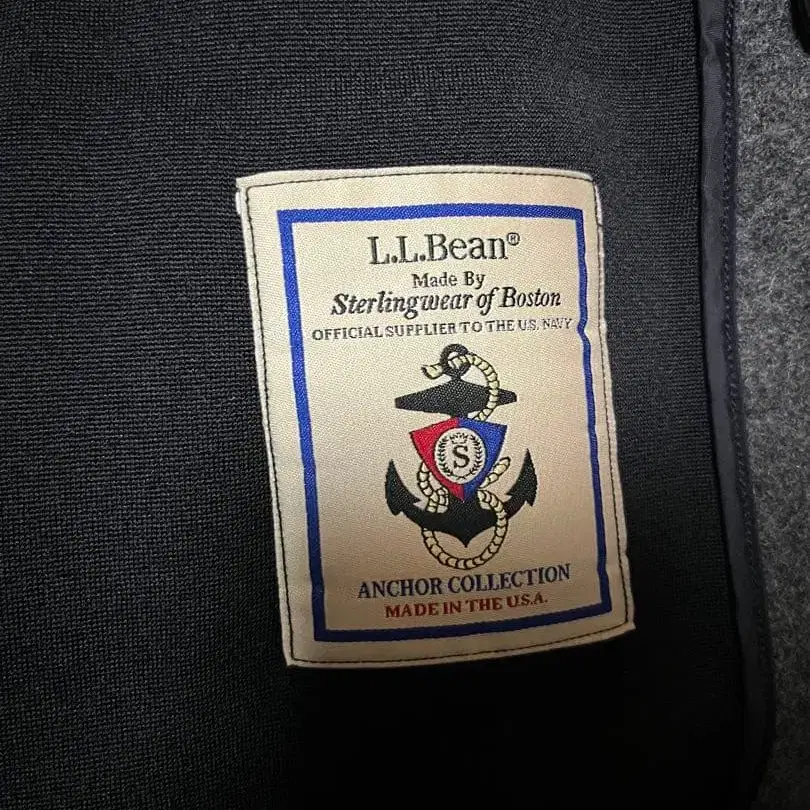 L.L.Bean®
Made By
Sterlingwear of Boston
OFFICIAL SUPPLIER TO THE U.S. NAVY
S
ANCHOR COLLECTION
MADE IN THE U.S.A.